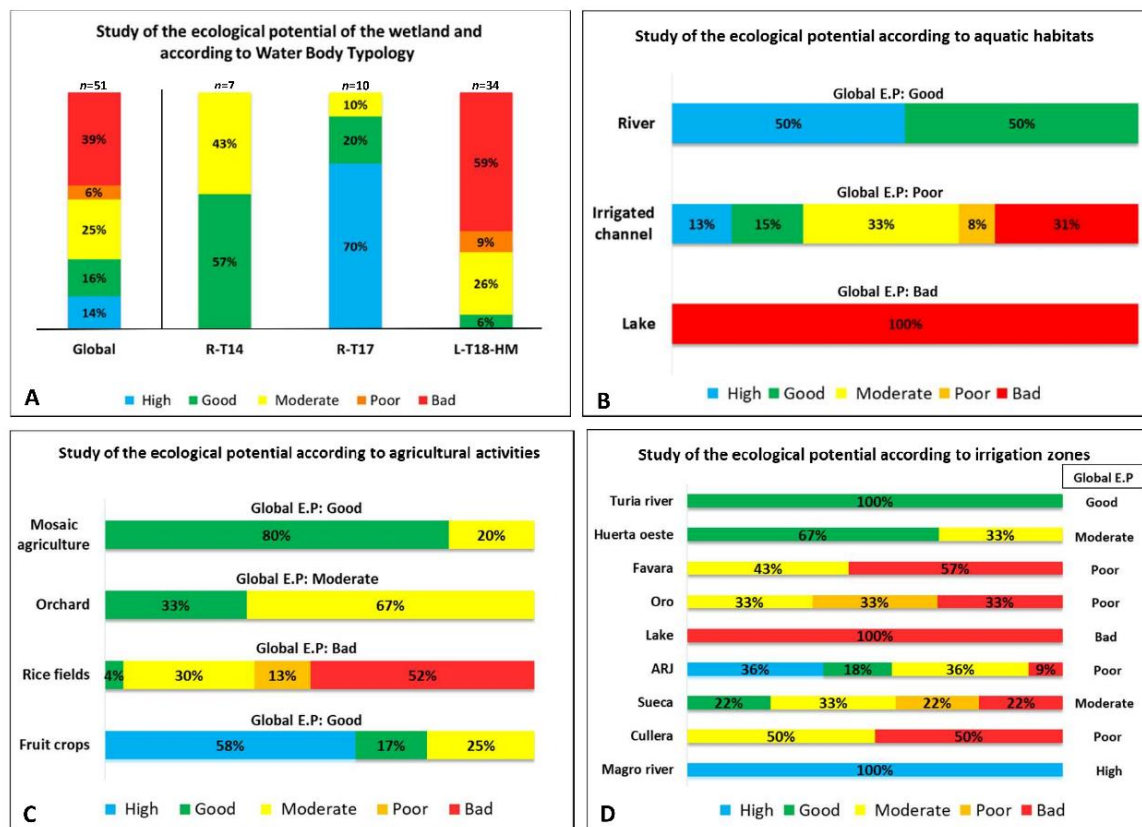 Study of the ecological potential of the wetland and
according to Water Body Typology
n=51 n=7 n=10 n=34
39%
6%
25%
16%
14%
43%
57%
10%
20%
70%
59%
9%
26%
6%
Global R-T14 R-T17 L-T18-HM
High Good Moderate Poor Bad
A
Study of the ecological potential according to aquatic habitats
Global E.P: Good
River 50% 50%
Global E.P: Poor
Irrigated
channel
13% 15% 33% 8% 31%
Global E.P: Bad
Lake 100%
High Good Moderate Poor Bad
B
Study of the ecological potential according to agricultural activities
Global E.P: Good
Mosaic
agriculture
80% 20%
Global E.P: Moderate
Orchard 33% 67%
Global E.P: Bad
Rice fields 4% 30% 13% 52%
Global E.P: Good
Fruit crops 58% 17% 25%
High Good Moderate Poor Bad
C
Study of the ecological potential according to irrigation zones
Global E.P
Turia river 100% Good
Huerta oeste 67% 33% Moderate
Favara 43% 57% Poor
Oro 33% 33% 33% Poor
Lake 100% Bad
ARJ 36% 18% 36% 9% Poor
Sueca 22% 33% 22% 22% Moderate
Cullera 50% 50% Poor
Magro river 100% High
High Good Moderate Poor Bad
D